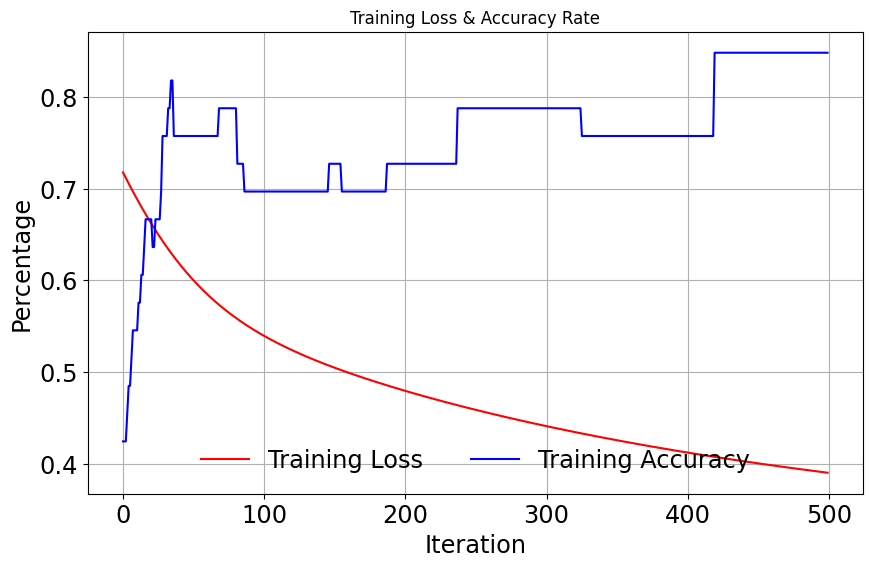 Training Loss & Accuracy Rate
Percentage
0.8
0.7
0.6
0.5
0.4
Training Loss
Training Accuracy
0 100 200 300 400 500
Iteration